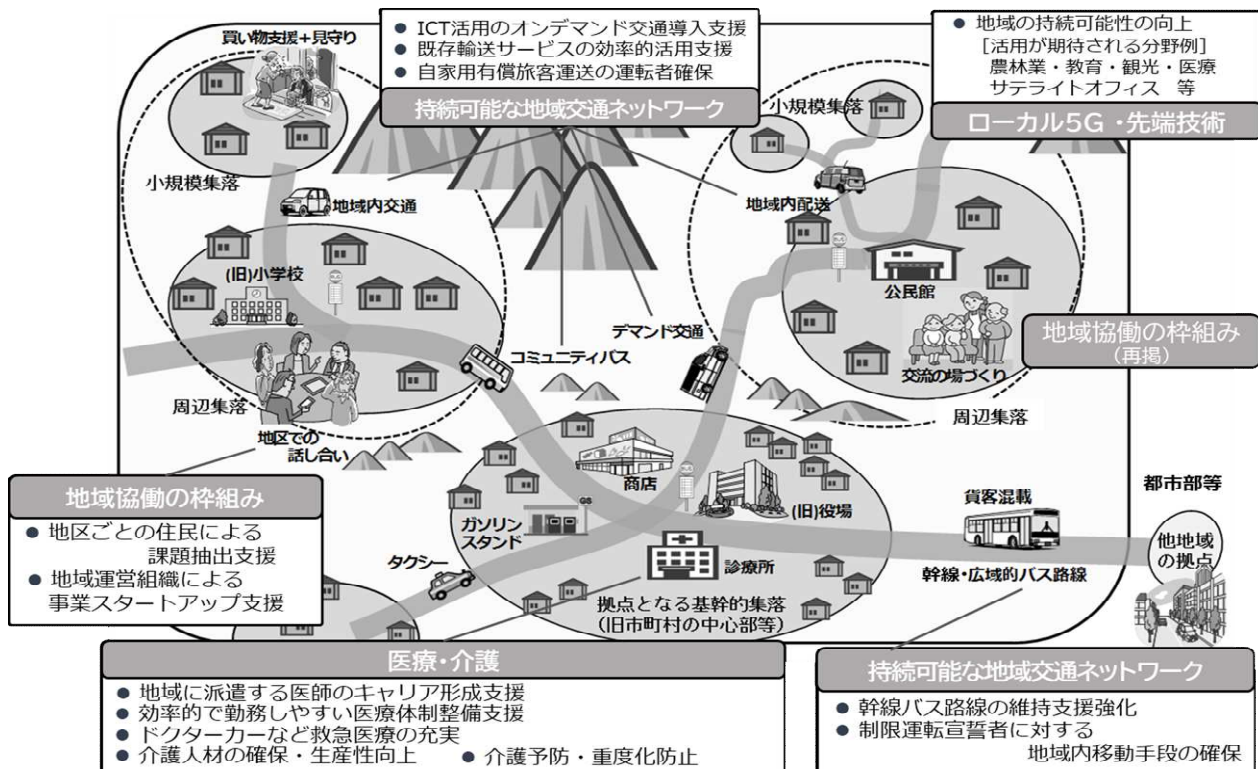 ● ICT活用のオンデマンド交通導入支援
● 既存輸送サービスの効率的活用支援
● 自家用有償旅客運送の運転者確保
持続可能な地域交通ネットワーク
● 地域の持続可能性の向上
[活用が期待される分野例]
農林業・教育・観光・医療
サテライトオフィス 等
ローカル5G・先端技術
買い物支援+見守り
小規模集落
小規模集落
地域内交通
地域内配送
(旧)小学校
公民館
デマンド交通
コミュニティバス
交流の場づくり
地域協働の枠組み
(再掲)
周辺集落
周辺集落
地区での
話し合い
地域協働の枠組み
● 地区ごとの住民による
課題抽出支援
● 地域運営組織による
事業スタートアップ支援
商店
(旧)役場
GS
ガソリン
スタンド
タクシー
診療所
拠点となる基幹的集落
(旧市町村の中心部等)
貨客混載
幹線・広域的バス路線
都市部等
他地域
の拠点
医療・介護
● 地域に派遣する医師のキャリア形成支援
● 効率的で勤務しやすい医療体制整備支援
● ドクターカーなど救急医療の充実
● 介護人材の確保・生産性向上 ● 介護予防・重度化防止
持続可能な地域交通ネットワーク
● 幹線バス路線の維持支援強化
● 制限運転宣誓者に対する
地域内移動手段の確保